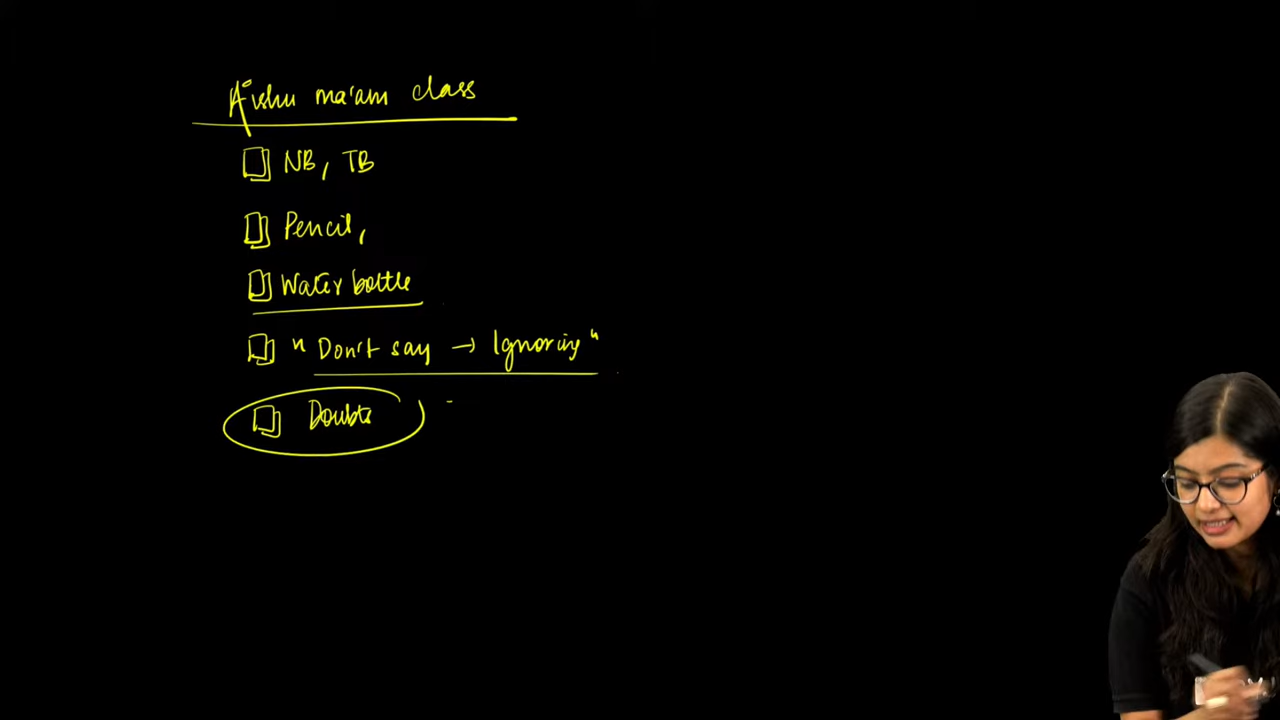 Aishu ma'am class
NB, TB
Pencil,
Water bottle
"Don't say → Ignoring"
Doubts